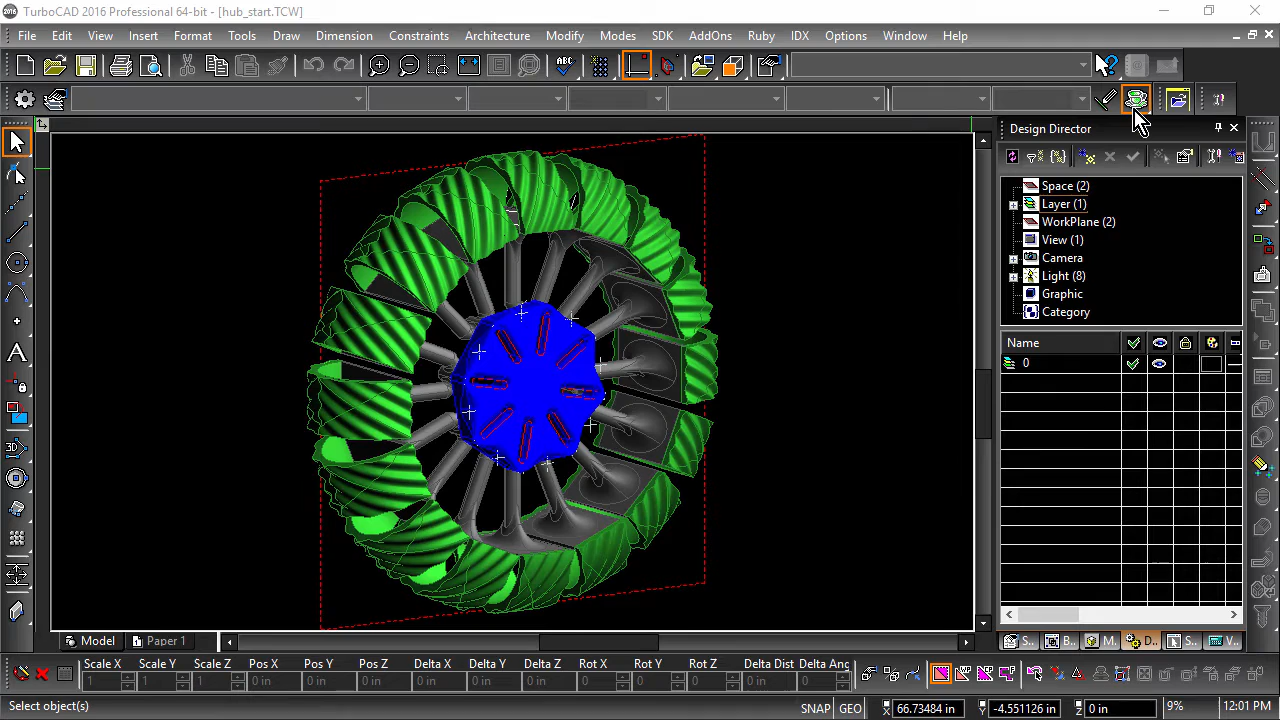 2016 TurboCAD 2016 Professional 64-bit - [hub_start.TCW]
File Edit View Insert Format Tools Draw Dimension Constraints Architecture Modify Modes SDK AddOns Ruby IDX Options Window Help
ABC
Design Director
Space (2)
Layer (1)
WorkPlane (2)
View (1)
Camera
Light (8)
Graphic
Category
Name
0
Model Paper 1
S... B... M... D... S... V...
Scale X Scale Y Scale Z Pos X Pos Y Pos Z Delta X Delta Y Delta Z Rot X Rot Y Rot Z Delta Dist Delta Ang
1 1 1 0 in 0 in 0 in 0 in 0 in 0 in 0 0 0 0 in 0
Select object(s) SNAP GEO X 66.73484 in Y -4.551126 in Z 0 in 9% 12:01 PM